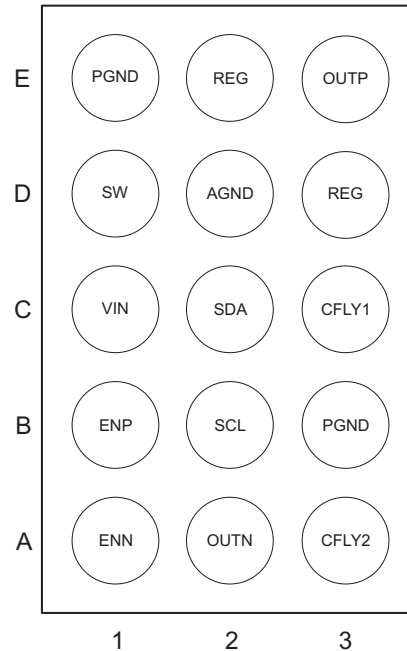 E PGND REG OUTP
D SW AGND REG
C VIN SDA CFLY1
B ENP SCL PGND
A ENN OUTN CFLY2
1 2 3